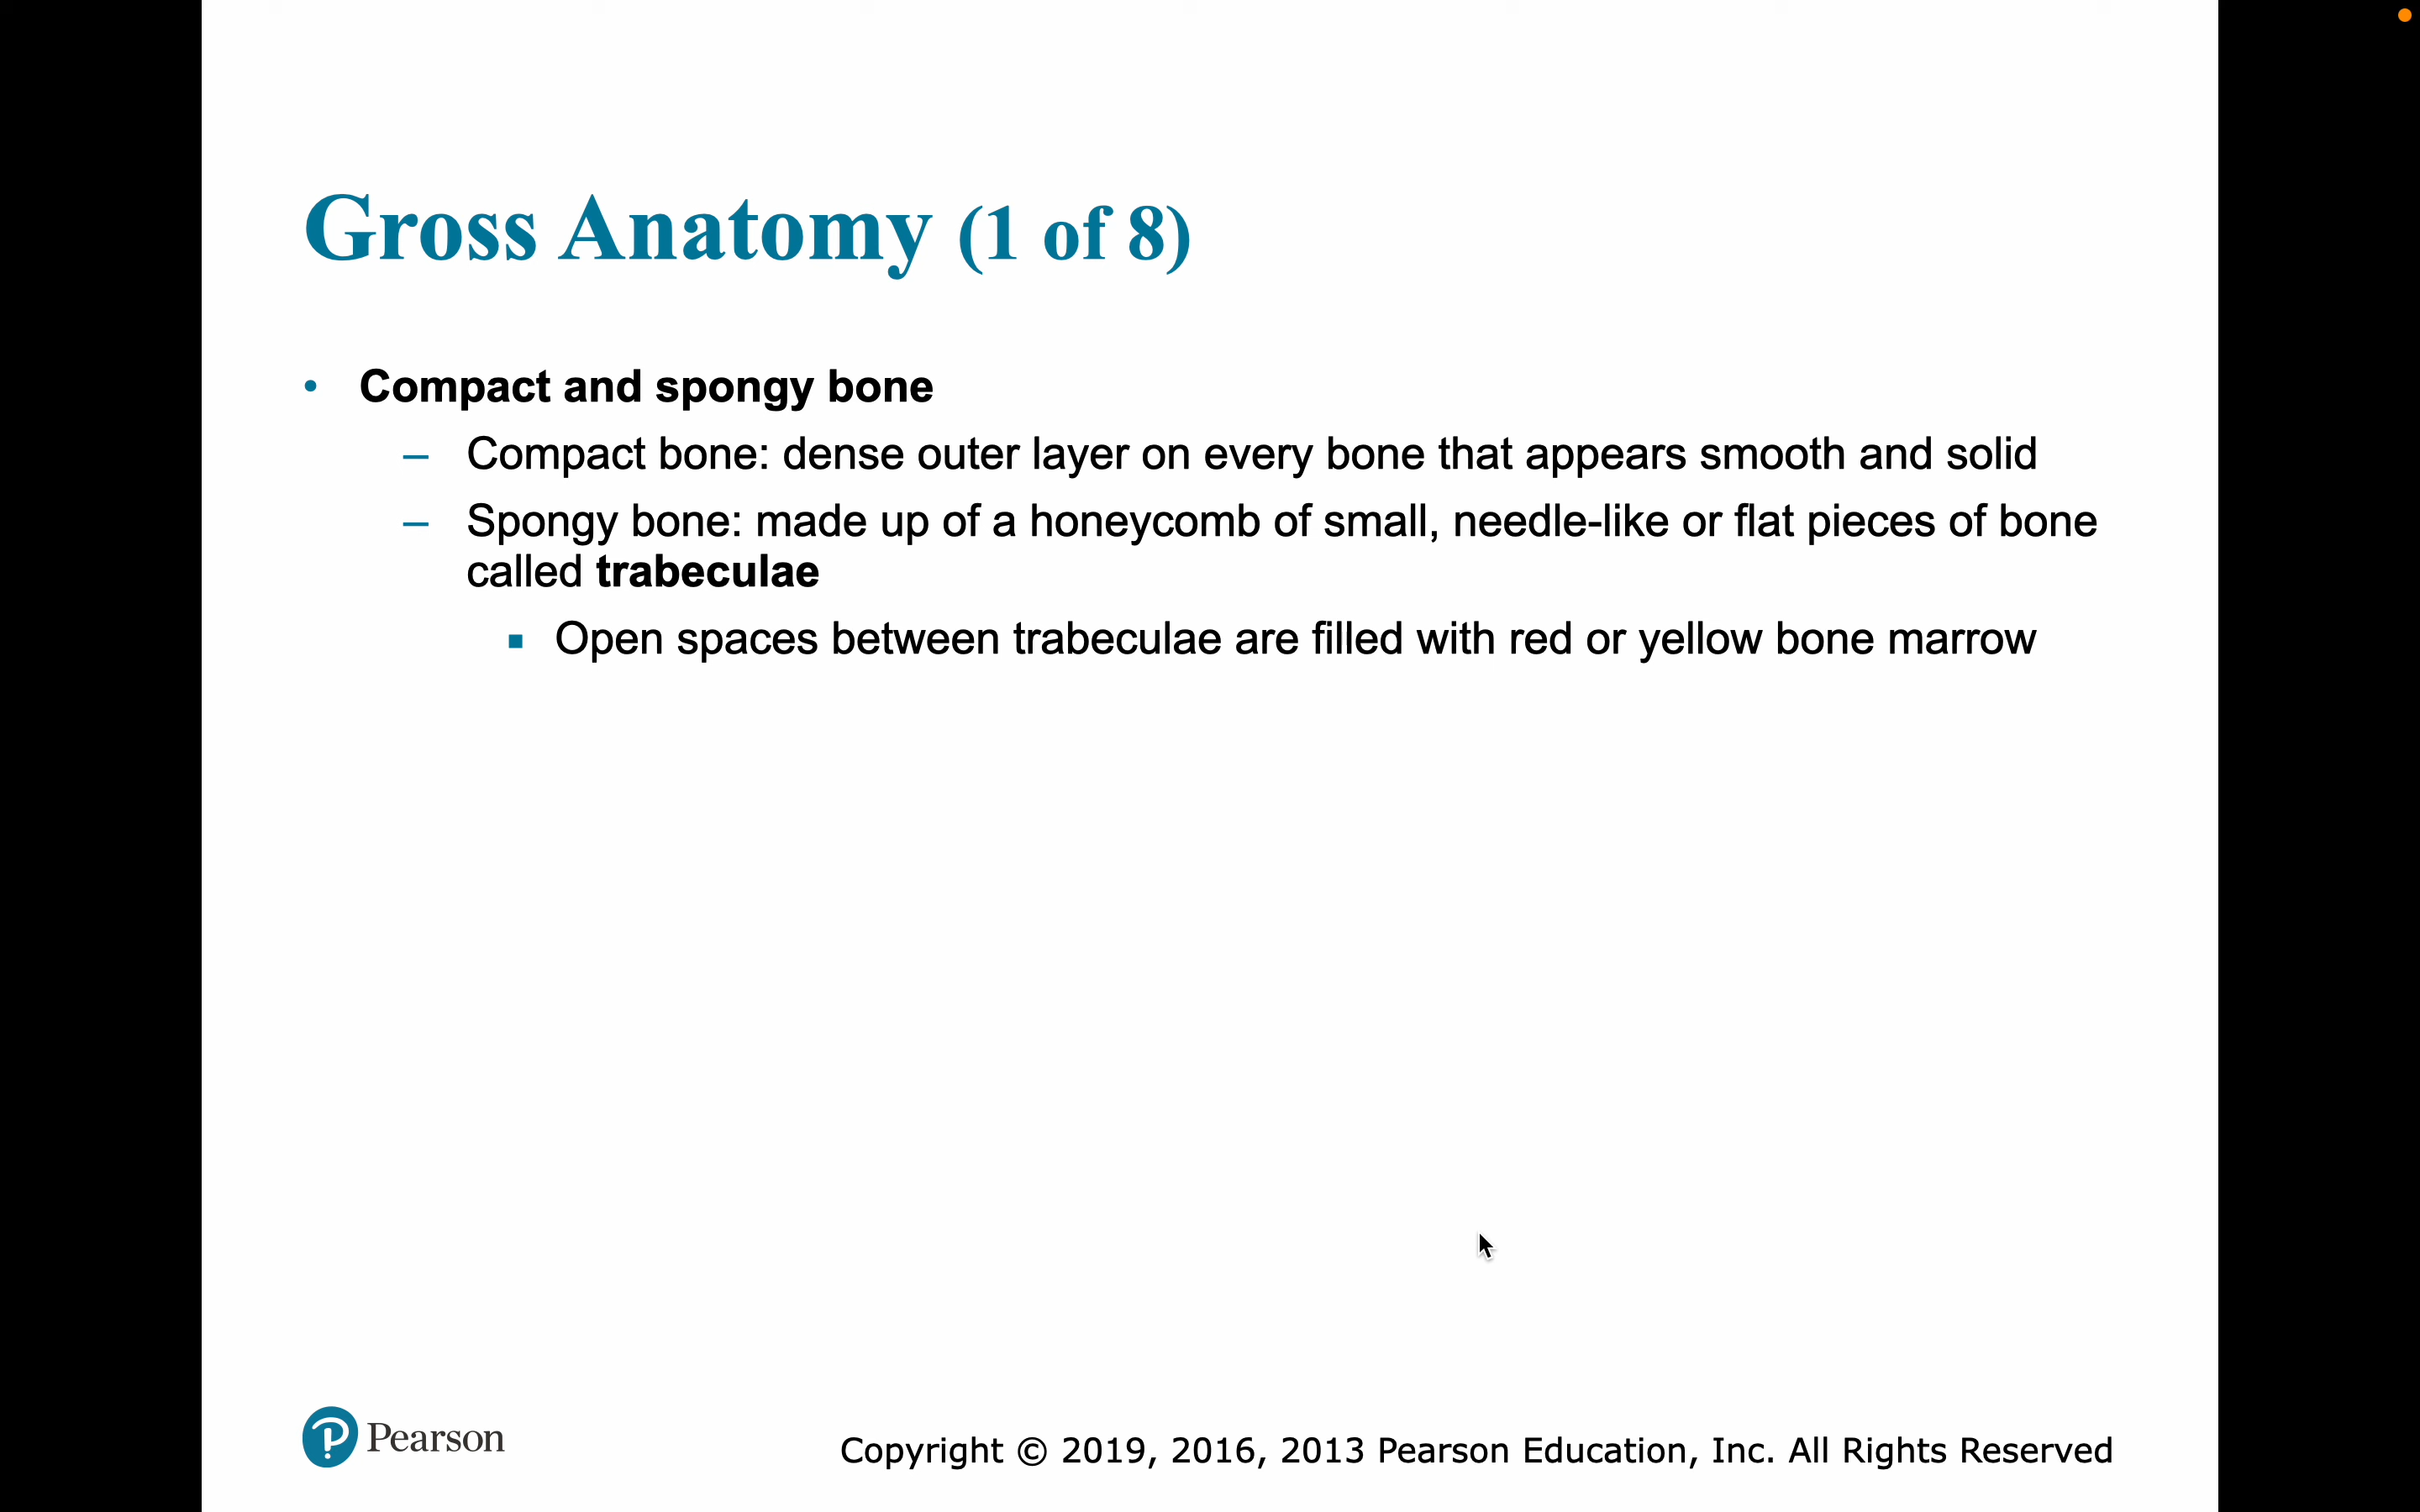 Gross Anatomy (1 of 8)
• Compact and spongy bone
– Compact bone: dense outer layer on every bone that appears smooth and solid
– Spongy bone: made up of a honeycomb of small, needle-like or flat pieces of bone
called trabeculae
▪ Open spaces between trabeculae are filled with red or yellow bone marrow
Pearson
Copyright © 2019, 2016, 2013 Pearson Education, Inc. All Rights Reserved